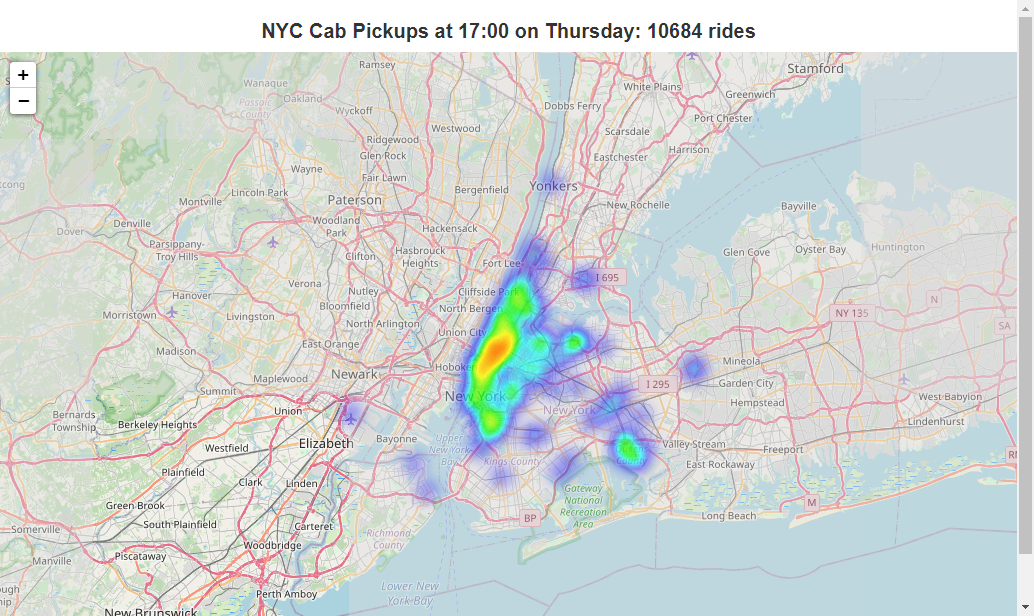 NYC Cab Pickups at 17:00 on Thursday: 10684 rides
+
−
Ramsey
Stamford
White Plains
Greenwich
Wanaque
Oakland
Dobbs Ferry
Passaic
County
Wyckoff
Port Chester
Westwood
Scarsdale
Ridgewood
Harrison
Glen Rock
Eastchester
Wayne
Fair Lawn
Yonkers
Lincoln Park
Bergenfield
Montville
Paterson
New Rochelle
Bayville
Denville
Woodland
Park
Dover
Hackensack
Parsippany-
Troy Hills
Hasbrouck
Heights
Clifton
Fort Lee
Glen Cove
Oyster Bay
Huntington
I 695
Verona
Nutley
Cliffside Park
Hanover
Bloomfield
North Bergen
N
Morristown
Livingston
North Arlington
NY 135
SA
Union City
East Orange
Madison
Mineola
Newark
Hoboken
Maplewood
I 295
Garden City
Summit
New York
West Babylon
Hempstead
Union
New York
Bernards
Township
Berkeley Heights
Lindenhurst
Elizabeth
Bayonne
Upper
New York
Bay
Valley Stream
Freeport
Westfield
Kings County
East Rockaway
Plainfield
Clark
Linden
Gateway
National
Recreation
Area
M
Green Brook
Long Beach
BP
South Plainfield
Carteret
Somerville
Richmond
County
Woodbridge
Piscataway
Manville
Lower New
York Bay
Perth Amboy
New Brunswick